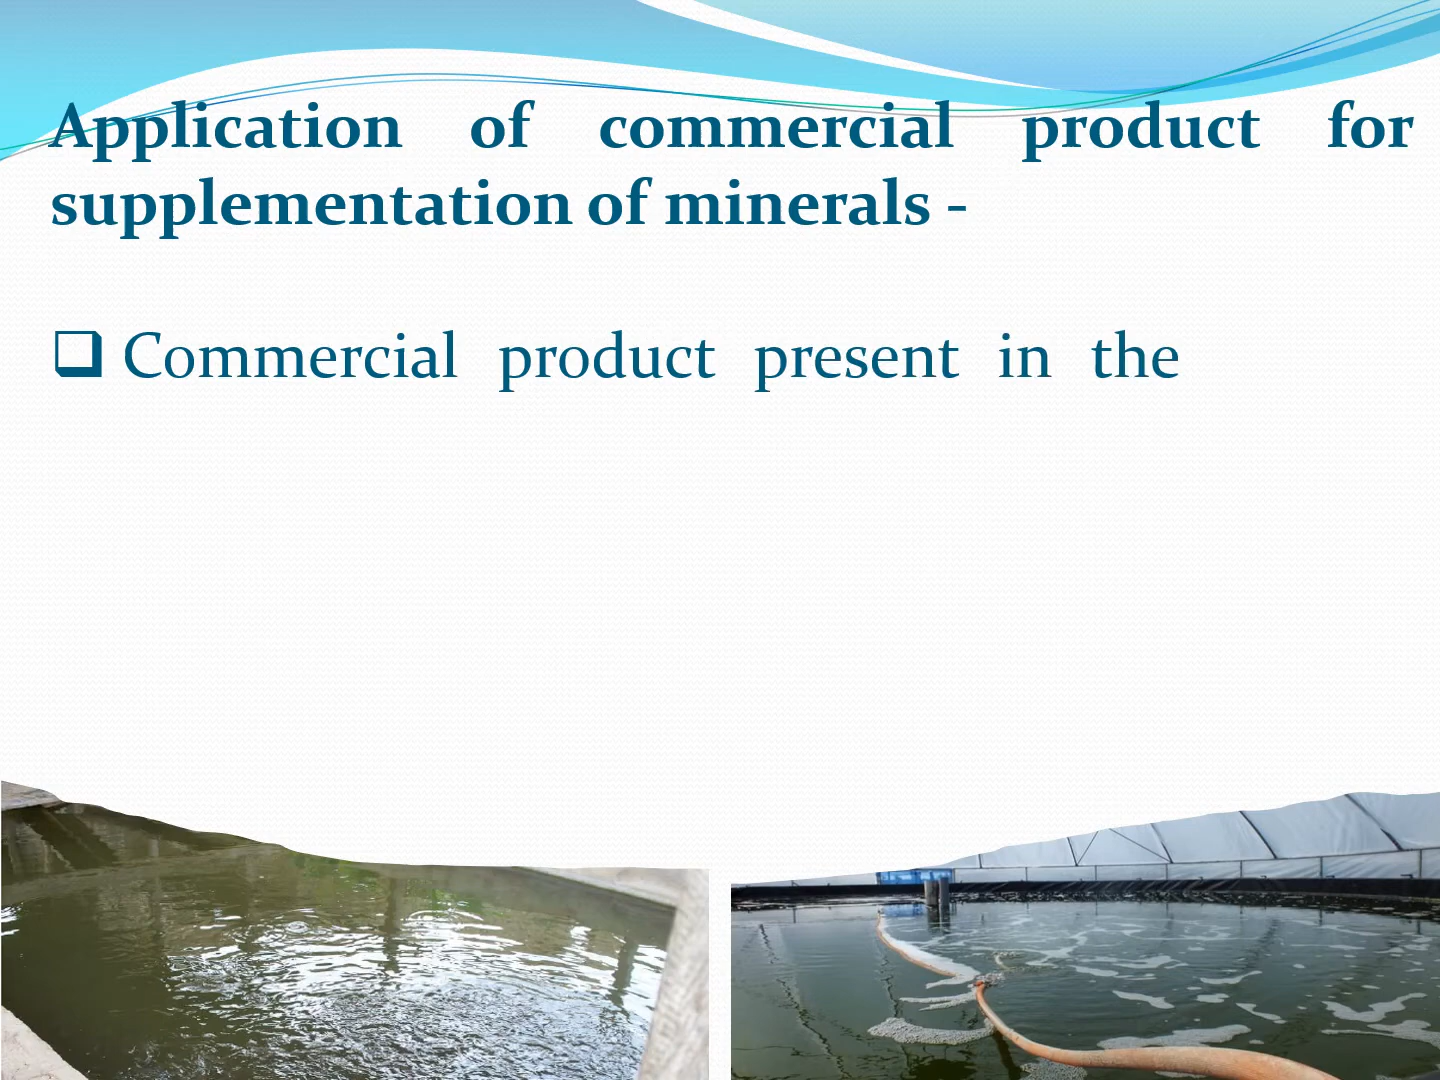 Application of commercial product for
supplementation of minerals -
❑ Commercial product present in the